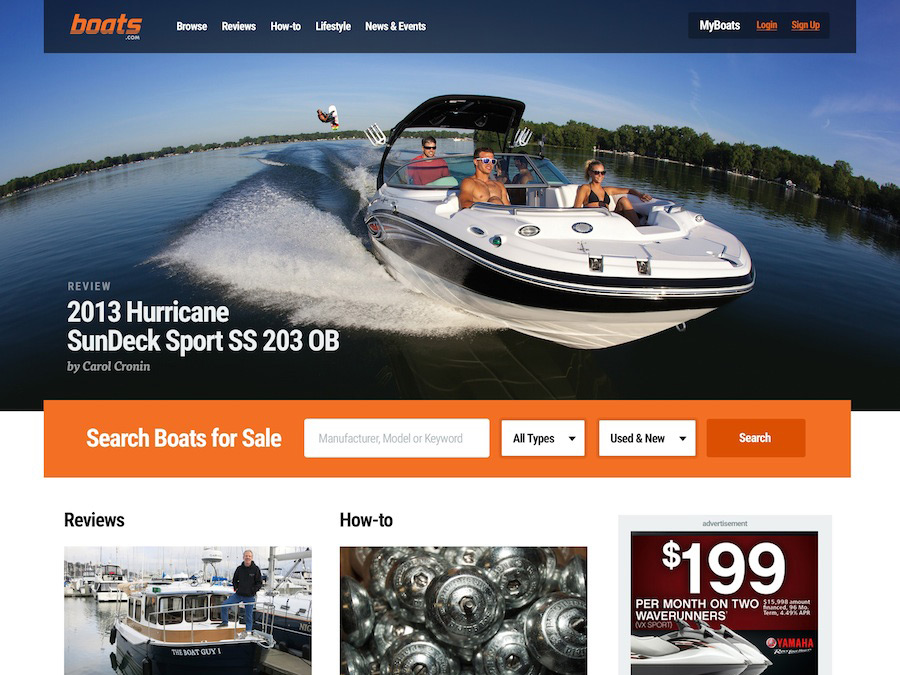 boats
.COM
Browse
Reviews
How-to
Lifestyle
News & Events
MyBoats
Login
Sign Up
REVIEW
2013 Hurricane
SunDeck Sport SS 203 OB
by Carol Cronin
Search Boats for Sale
Manufacturer, Model or Keyword
All Types
Used & New
Search
Reviews
How-to
advertisement
THE BOAT GUY 1
$199
PER MONTH ON TWO
WAVERUNNERS
(VX SPORT)
$15,998 amount
financed, 96 Mo.
Term, 4.49% APR
YAMAHA